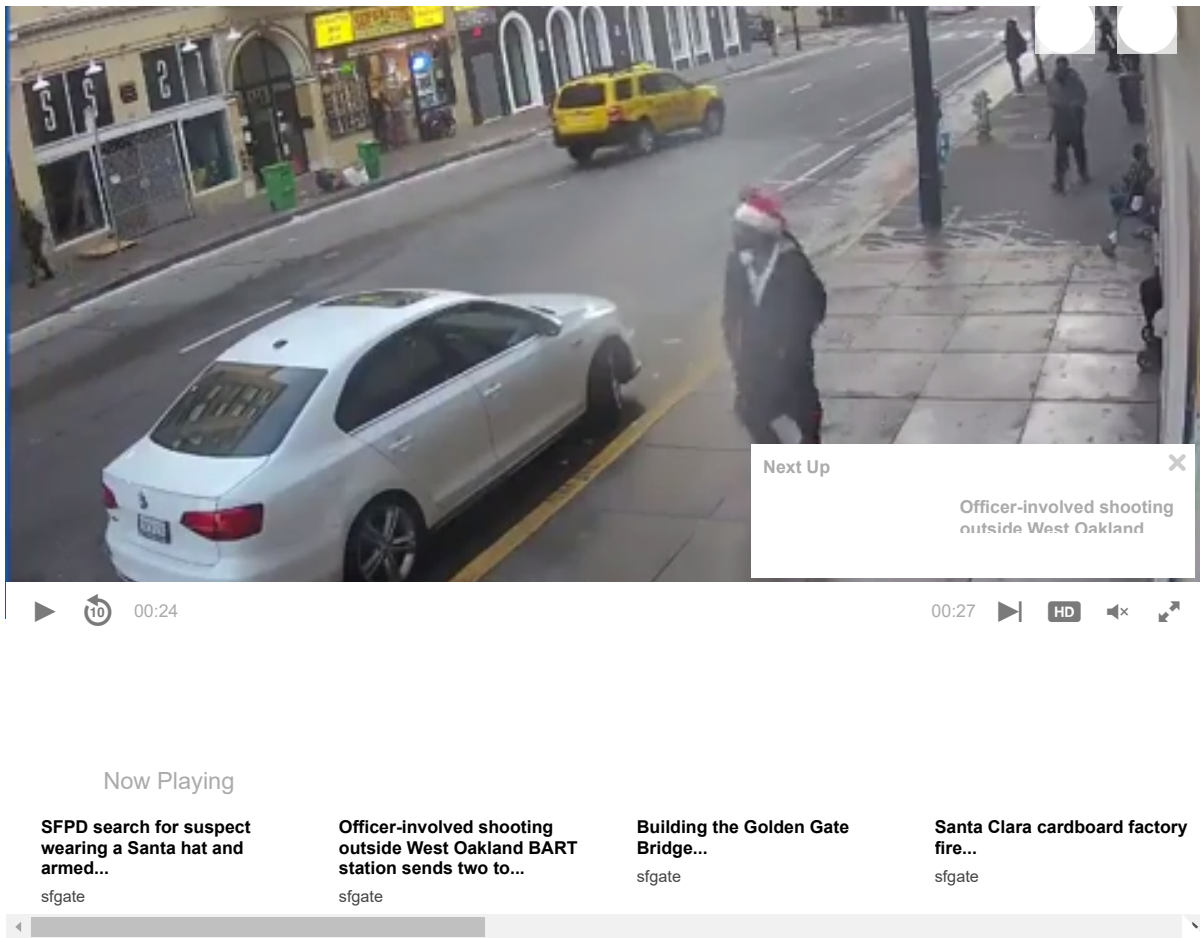 521
Next Up
Officer-involved shooting
outside West Oakland
10
00:24
00:27
HD
Now Playing
SFPD search for suspect
wearing a Santa hat and
armed...
sfgate
Officer-involved shooting
outside West Oakland BART
station sends two to...
sfgate
Building the Golden Gate
Bridge...
sfgate
Santa Clara cardboard factory
fire...
sfgate